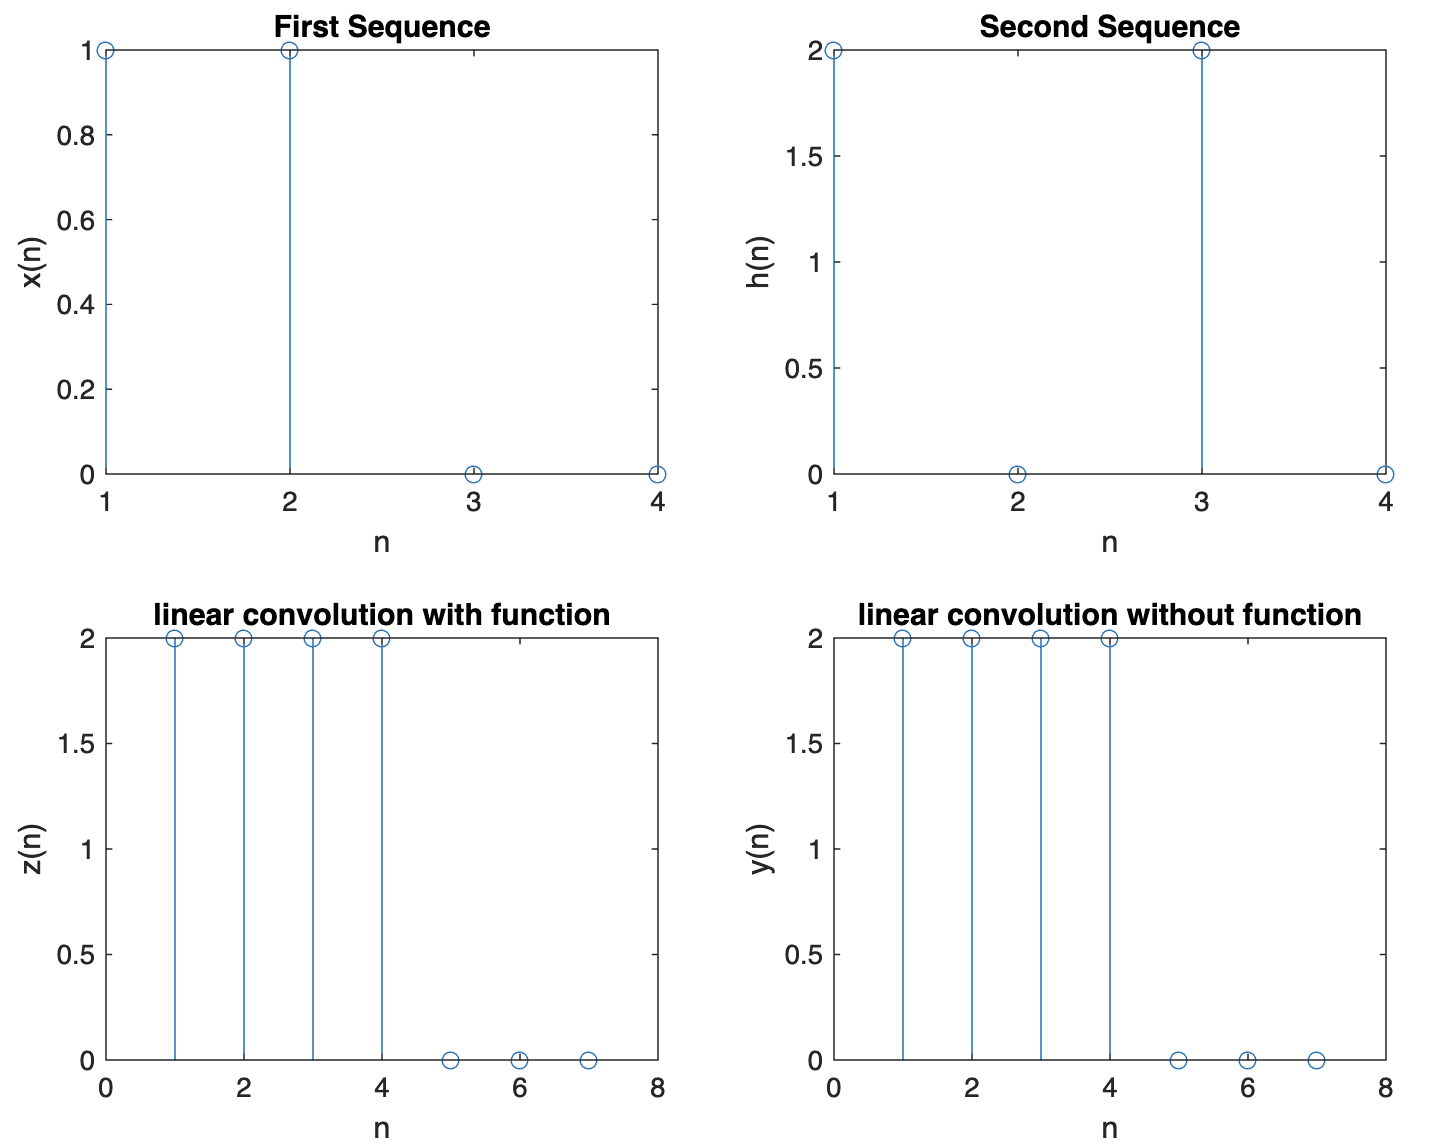 First Sequence
1
0.8
0.6
0.4
0.2
0
x(n)
1 2 3 4
n
Second Sequence
2
1.5
1
0.5
0
h(n)
1 2 3 4
n
linear convolution with function
2
1.5
1
0.5
0
z(n)
0 2 4 6 8
n
linear convolution without function
2
1.5
1
0.5
0
y(n)
0 2 4 6 8
n